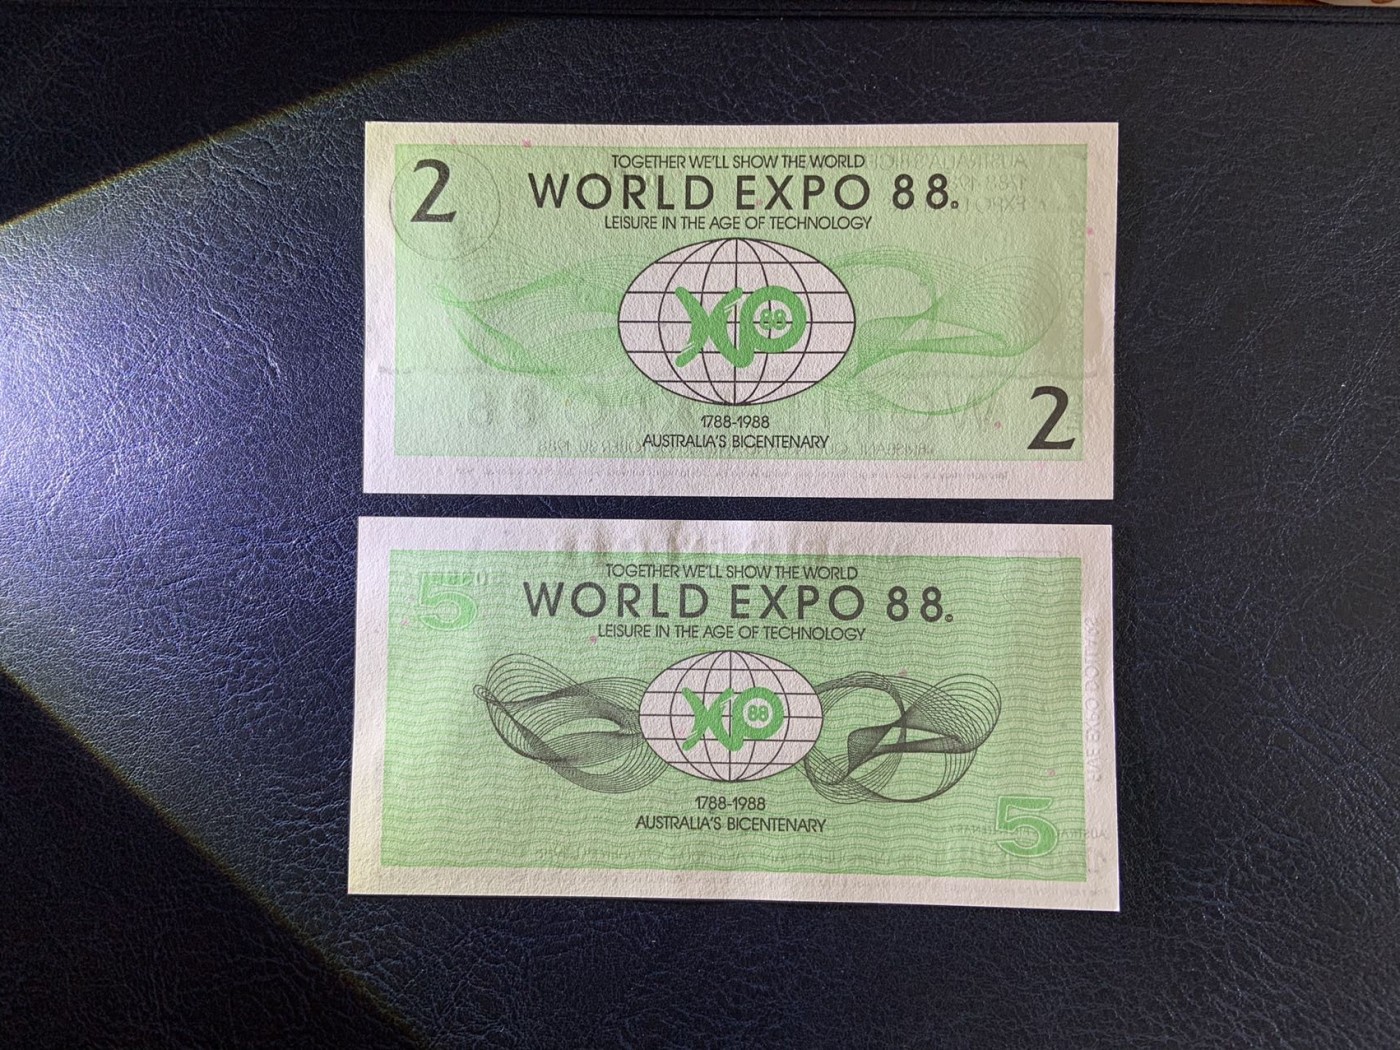 2
TOGETHER WE'LL SHOW THE WORLD
WORLD EXPO 88.
LEISURE IN THE AGE OF TECHNOLOGY
XPO
88
1788-1988
AUSTRALIA'S BICENTENARY
2
5
TOGETHER WE'LL SHOW THE WORLD
WORLD EXPO 88.
LEISURE IN THE AGE OF TECHNOLOGY
XPO
88
1788-1988
AUSTRALIA'S BICENTENARY
5